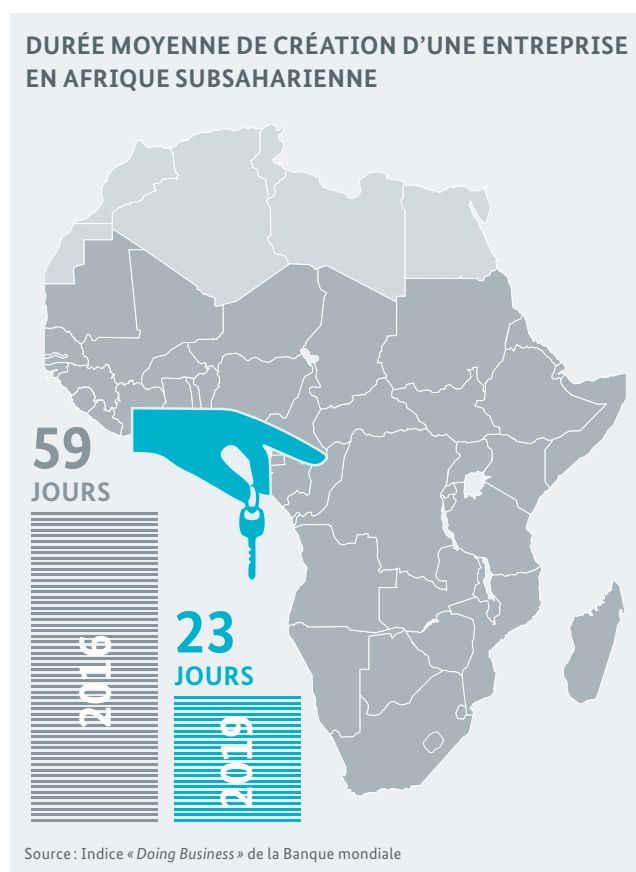 DURÉE MOYENNE DE CRÉATION D’UNE ENTREPRISE
EN AFRIQUE SUBSAHARIENNE
59
JOURS
2016
23
JOURS
2019
Source : Indice « Doing Business » de la Banque mondiale